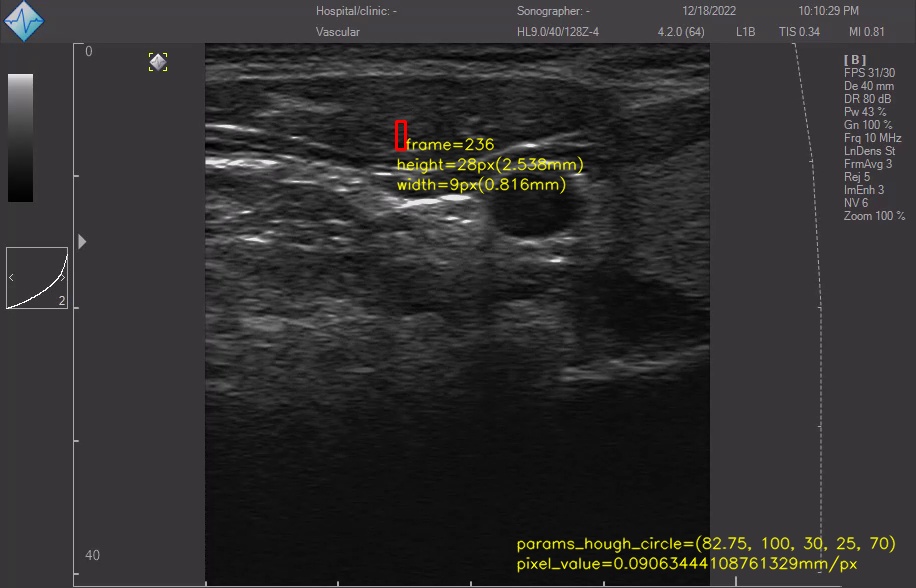 Hospital/clinic: - Sonographer: - 12/18/2022 10:10:29 PM
Vascular HL9.0/40/128Z-4 4.2.0 (64) L1B TIS 0.34 MI 0.81
0
[B]
FPS 31/30
De 40 mm
DR 80 dB
Pw 43 %
Gn 100 %
Frq 10 MHz
LnDens St
FrmAvg 3
Rej 5
ImEnh 3
NV 6
Zoom 100 %
frame=236
height=28px(2.538mm)
width=9px(0.816mm)
2
40
params_hough_circle=(82.75, 100, 30, 25, 70)
pixel_value=0.09063444108761329mm/px